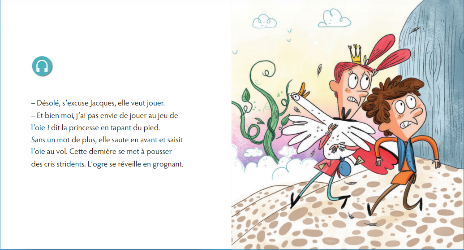 – Désolé, s'excuse Jacques, elle veut jouer.
– Et bien moi, j'ai pas envie de jouer au jeu de
l'oie ! dit la princesse en tapant du pied.
Sans un mot de plus, elle saute en avant et saisit
l'oie au vol. Cette dernière se met à pousser
des cris stridents. L'ogre se réveille en grognant.